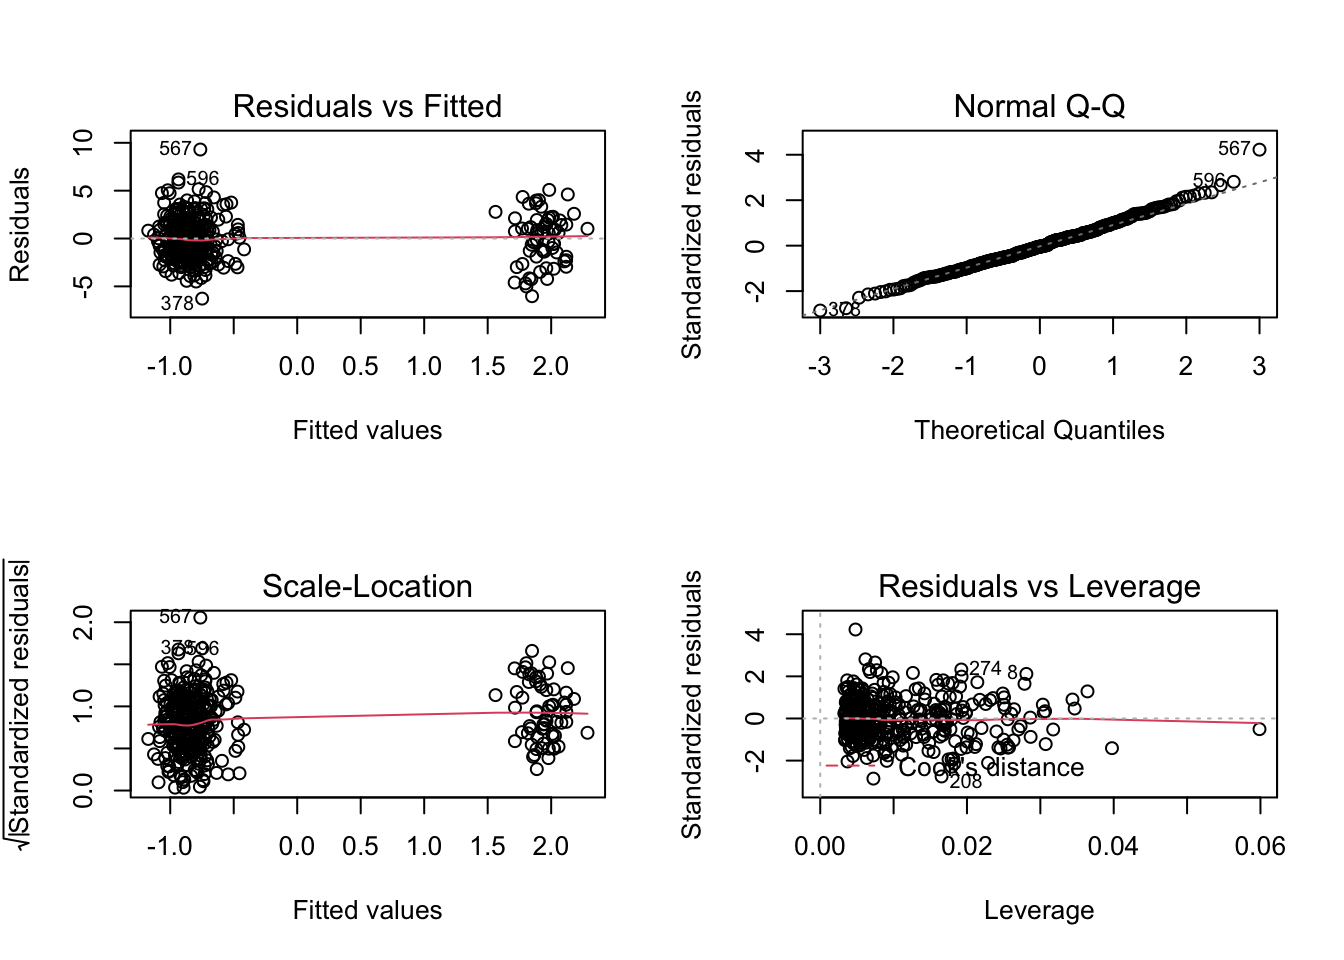 Residuals vs Fitted
Residuals
10
5
0
-5
567
596
378
-1.0 0.0 0.5 1.0 1.5 2.0
Fitted values
Normal Q-Q
Standardized residuals
4
2
0
-2
567
596
378
-3 -2 -1 0 1 2 3
Theoretical Quantiles
Scale-Location
√|Standardized residuals|
2.0
1.0
0.0
567
378 596
-1.0 0.0 0.5 1.0 1.5 2.0
Fitted values
Residuals vs Leverage
Standardized residuals
4
2
0
-2
274 8
Cook's distance
208
0.00 0.02 0.04 0.06
Leverage